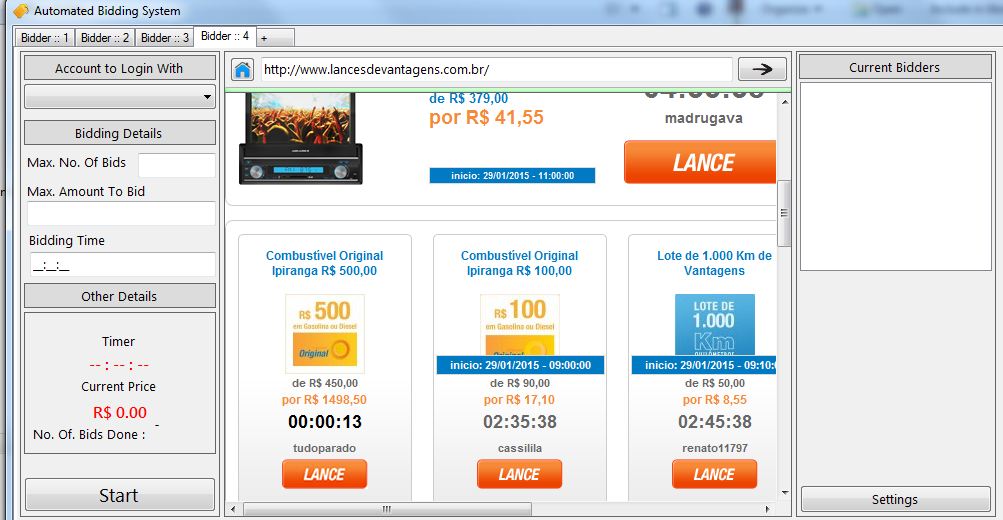 Automated Bidding System
Bidder :: 1
Bidder :: 2
Bidder :: 3
Bidder :: 4
+
Account to Login With
Bidding Details
Max. No. Of Bids
Max. Amount To Bid
Bidding Time
__:__:__
Other Details
Timer
-- : -- : --
Current Price
R$ 0.00
No. Of. Bids Done : -
Start
http://www.lancesdevantagens.com.br/
de R$ 379,00
por R$ 41,55
inicio: 29/01/2015 - 11:00:00
madrugava
LANCE
Combustível Original
Ipiranga R$ 500,00
R$ 500
em Gasolina ou Diesel
Original
de R$ 450,00
por R$ 1498,50
00:00:13
tudoparado
LANCE
Combustível Original
Ipiranga R$ 100,00
R$ 100
em Gasolina ou Diesel
inicio: 29/01/2015 - 09:00:00
de R$ 90,00
por R$ 17,10
02:35:38
cassilila
LANCE
Lote de 1.000 Km de
Vantagens
LOTE DE
1.000
Km
inicio: 29/01/2015 - 09:10:
de R$ 50,00
por R$ 8,55
02:45:38
renato11797
LANCE
Current Bidders
Settings